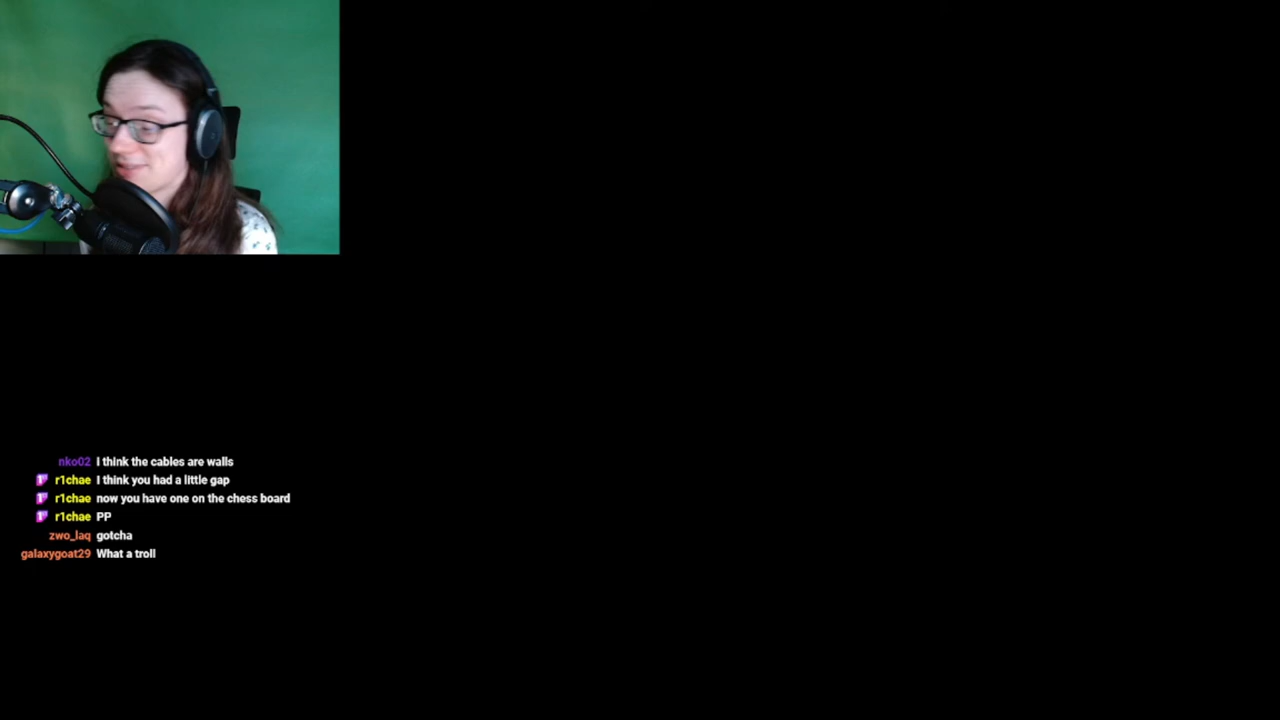 nko02 I think the cables are walls
r1chae I think you had a little gap
r1chae now you have one on the chess board
r1chae PP
zwo_laq gotcha
galaxygoat29 What a troll